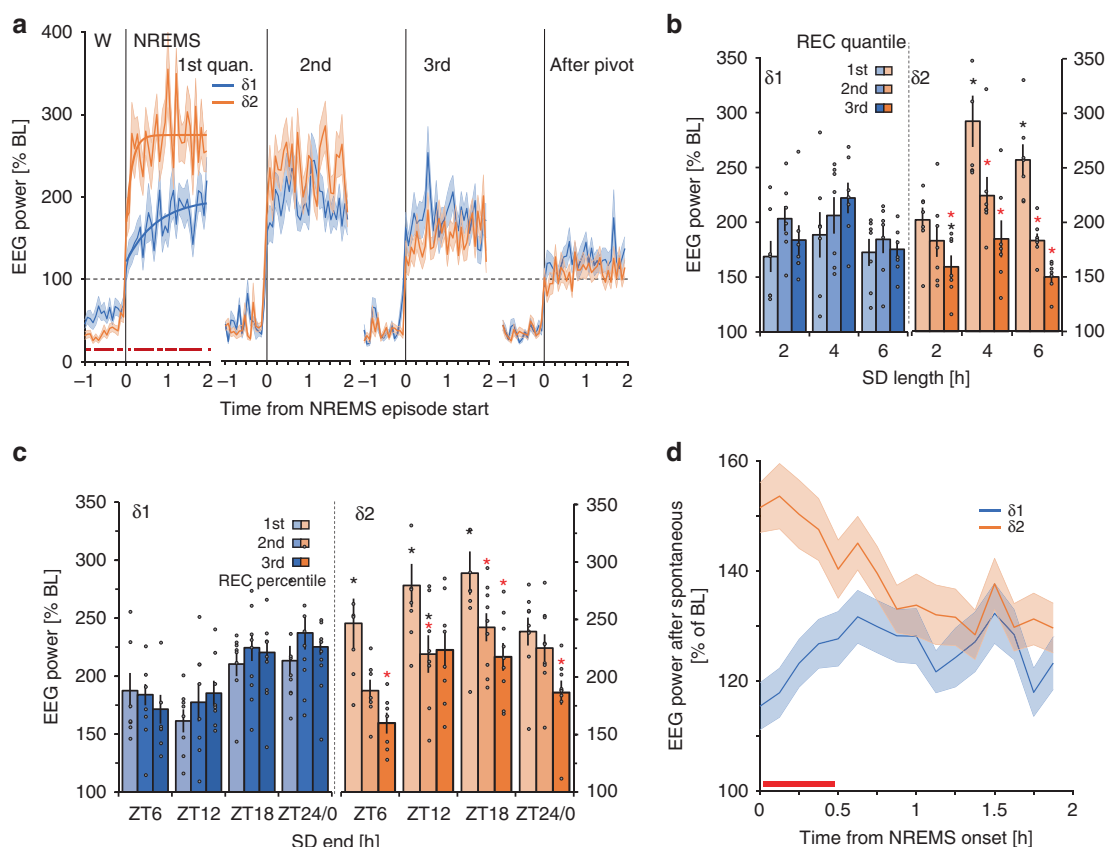 a
400
300
200
100
0
EEG power [% BL]
W
NREMS
1st quan.
δ1
δ2
2nd
3rd
After pivot
−1 0 1 2
−1 0 1 2
−1 0 1 2
−1 0 1 2
Time from NREMS episode start
b
REC quantile
δ1
δ2
1st
2nd
3rd
350
300
250
200
150
100
EEG power [% BL]
350
300
250
200
150
100
* * * * * * * *
2 4 6 2 4 6
SD length [h]
c
δ1
δ2
1st
2nd
3rd
REC percentile
350
300
250
200
150
100
EEG power [% BL]
350
300
250
200
150
100
* * * * * * * * *
ZT6 ZT12 ZT18 ZT24/0 ZT6 ZT12 ZT18 ZT24/0
SD end [h]
d
160
140
120
100
EEG power after spontaneous
[% of BL]
δ1
δ2
0 0.5 1 1.5 2
Time from NREMS onset [h]